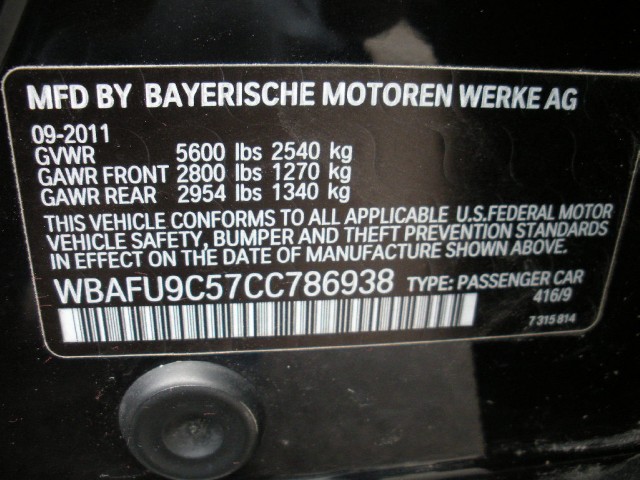 MFD BY BAYERISCHE MOTOREN WERKE AG
09-2011
GVWR 5600 lbs 2540 kg
GAWR FRONT 2800 lbs 1270 kg
GAWR REAR 2954 lbs 1340 kg
THIS VEHICLE CONFORMS TO ALL APPLICABLE U.S.FEDERAL MOTOR
VEHICLE SAFETY, BUMPER AND THEFT PREVENTION STANDARDS
IN EFFECT ON THE DATE OF MANUFACTURE SHOWN ABOVE.
WBAFU9C57CC786938 TYPE: PASSENGER CAR
416/9
7 315 814